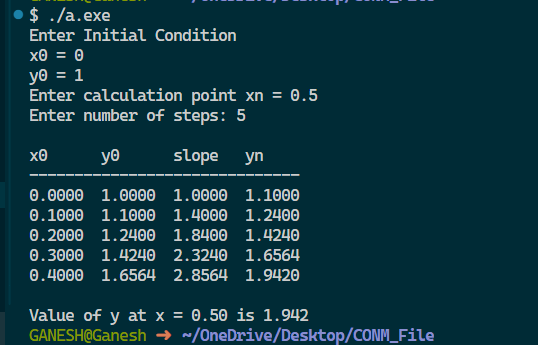 GANESH@Ganesh ➜ ~/OneDrive/Desktop/CONM_File
$ ./a.exe
Enter Initial Condition
x0 = 0
y0 = 1
Enter calculation point xn = 0.5
Enter number of steps: 5
x0 y0 slope yn
------------------------------
0.0000 1.0000 1.0000 1.1000
0.1000 1.1000 1.4000 1.2400
0.2000 1.2400 1.8400 1.4240
0.3000 1.4240 2.3240 1.6564
0.4000 1.6564 2.8564 1.9420
Value of y at x = 0.50 is 1.942
GANESH@Ganesh ➜ ~/OneDrive/Desktop/CONM_File